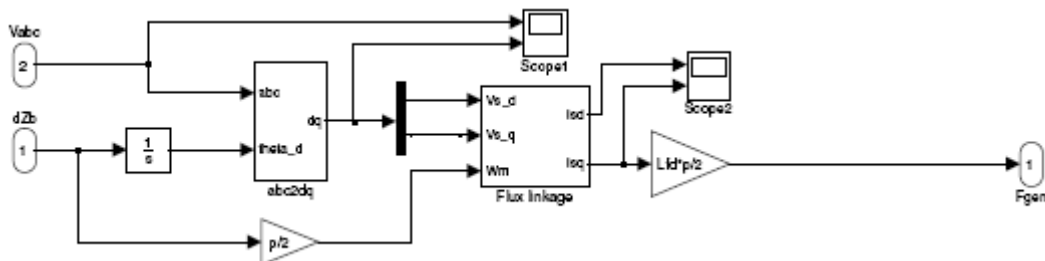 Vabc
2
Scope1
abc
dq
theta_d
abc2dq
dZb
1
1
s
p/2
Vs_d
Vs_q
Wm
Isd
Isq
Flux linkage
Scope2
Lfd*p/2
1
Fgen